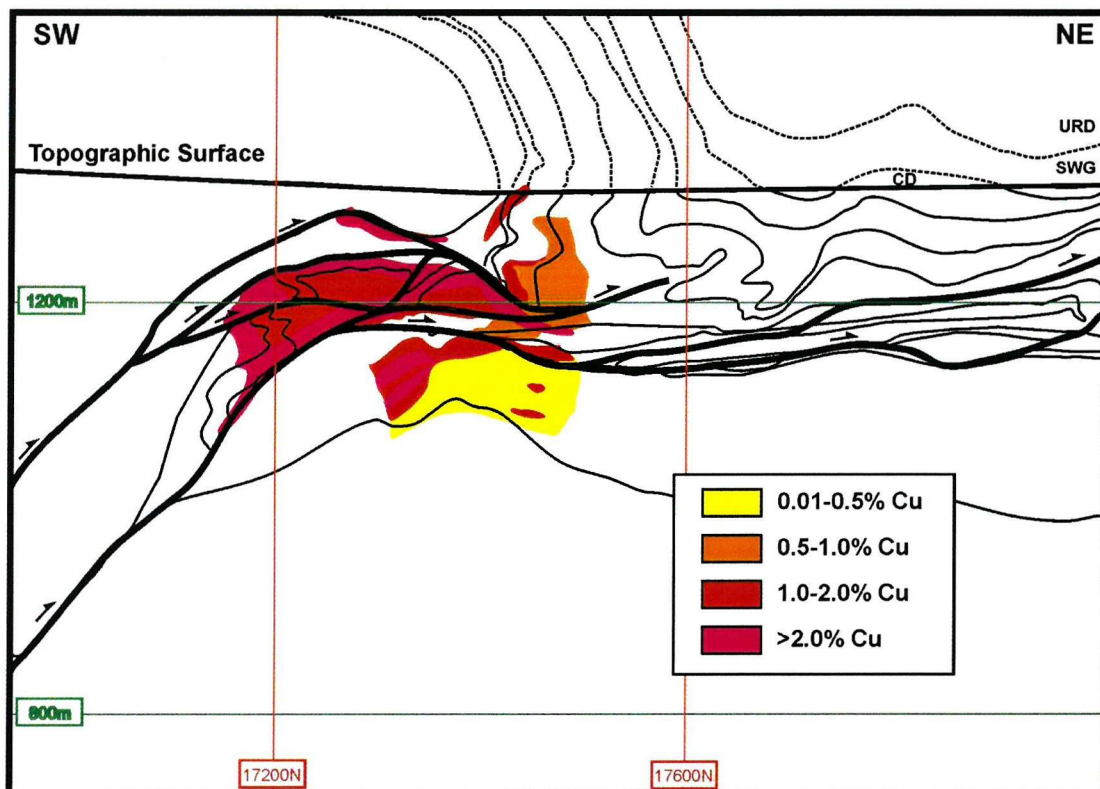 SW
NE
URD
Topographic Surface
SWG
CD
1200m
0.01-0.5% Cu
0.5-1.0% Cu
1.0-2.0% Cu
>2.0% Cu
800m
17200N
17600N